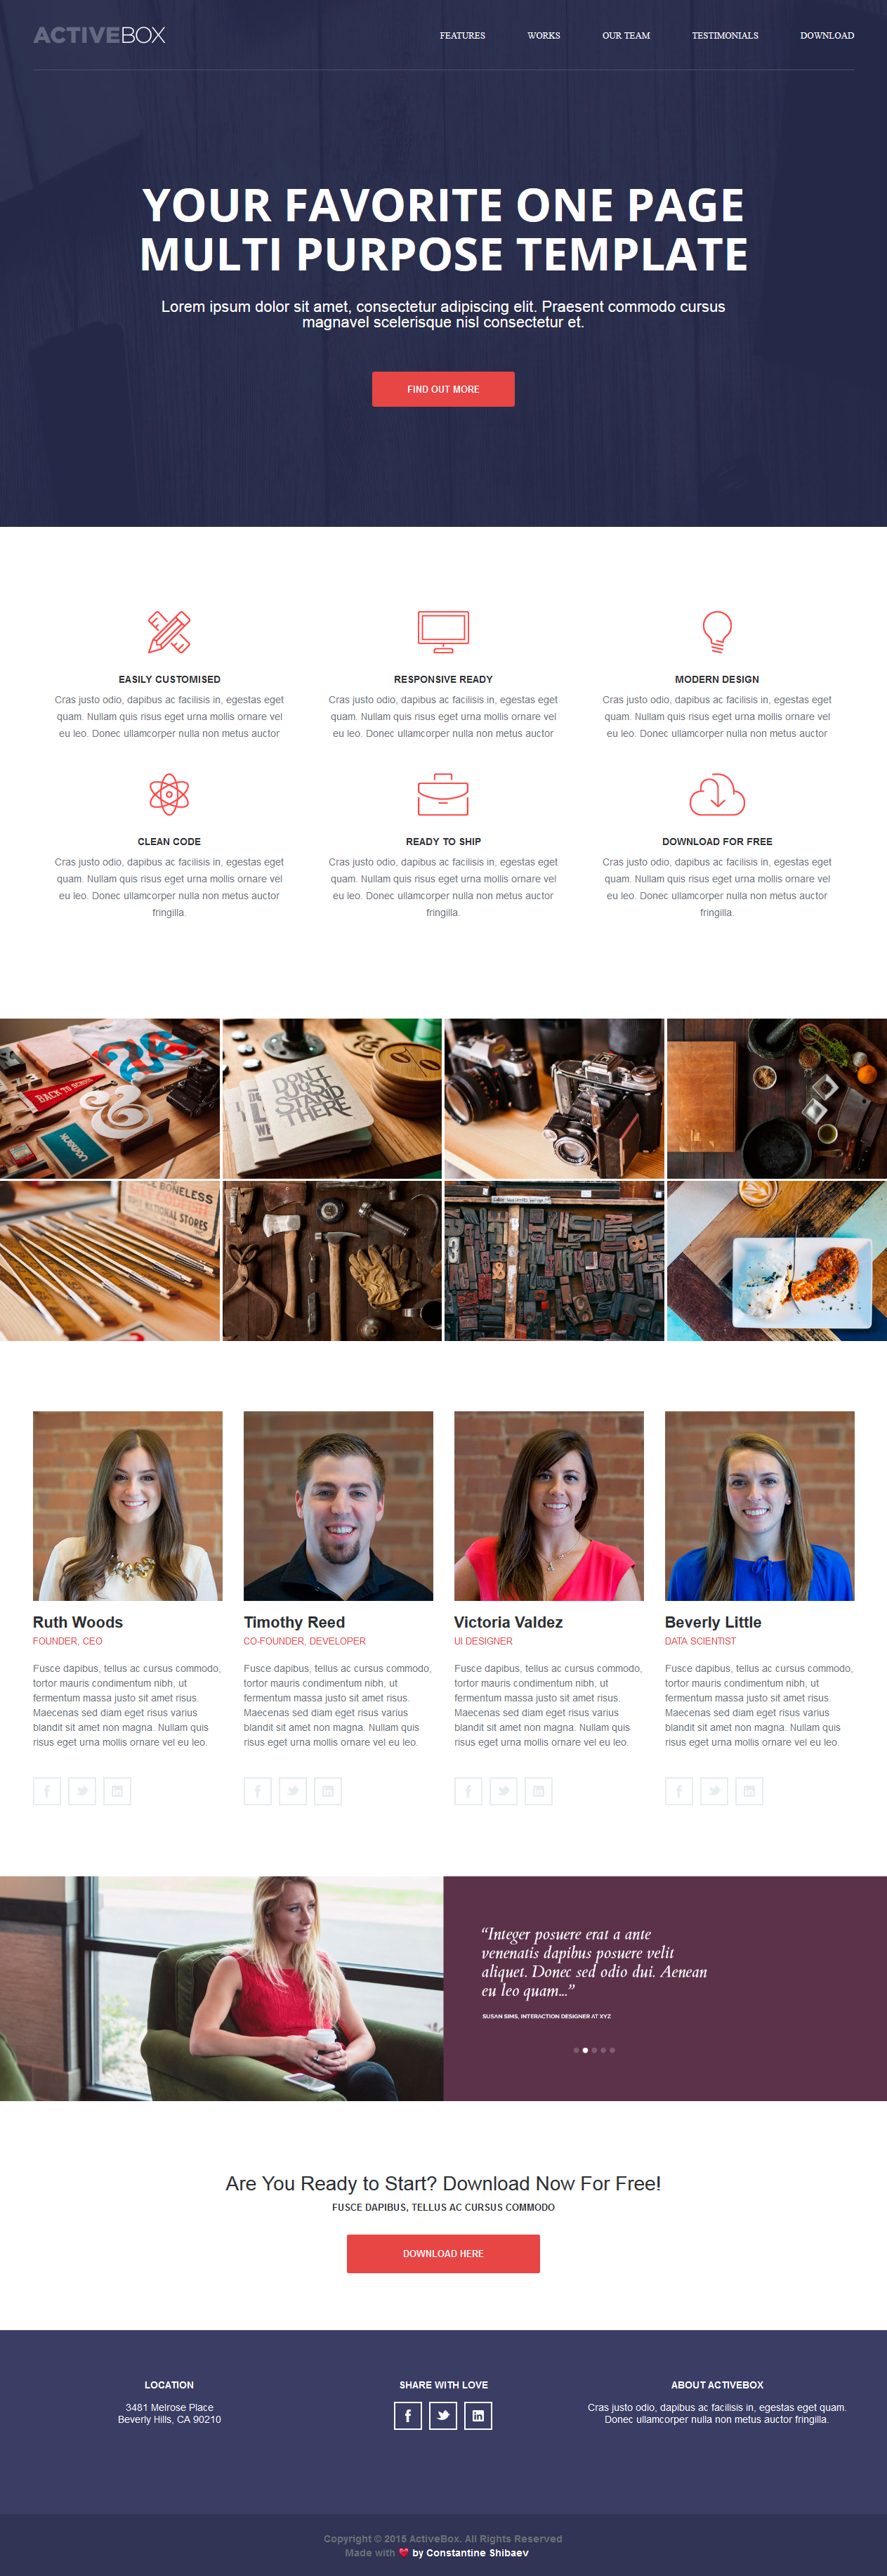 ACTIVEBOX
FEATURES WORKS OUR TEAM TESTIMONIALS DOWNLOAD
YOUR FAVORITE ONE PAGE
MULTI PURPOSE TEMPLATE
Lorem ipsum dolor sit amet, consectetur adipiscing elit. Praesent commodo cursus
magnavel scelerisque nisl consectetur et.
FIND OUT MORE
EASILY CUSTOMISED
Cras justo odio, dapibus ac facilisis in, egestas eget
quam. Nullam quis risus eget urna mollis ornare vel
eu leo. Donec ullamcorper nulla non metus auctor
RESPONSIVE READY
Cras justo odio, dapibus ac facilisis in, egestas eget
quam. Nullam quis risus eget urna mollis ornare vel
eu leo. Donec ullamcorper nulla non metus auctor
MODERN DESIGN
Cras justo odio, dapibus ac facilisis in, egestas eget
quam. Nullam quis risus eget urna mollis ornare vel
eu leo. Donec ullamcorper nulla non metus auctor
CLEAN CODE
Cras justo odio, dapibus ac facilisis in, egestas eget
quam. Nullam quis risus eget urna mollis ornare vel
eu leo. Donec ullamcorper nulla non metus auctor
fringilla.
READY TO SHIP
Cras justo odio, dapibus ac facilisis in, egestas eget
quam. Nullam quis risus eget urna mollis ornare vel
eu leo. Donec ullamcorper nulla non metus auctor
fringilla.
DOWNLOAD FOR FREE
Cras justo odio, dapibus ac facilisis in, egestas eget
quam. Nullam quis risus eget urna mollis ornare vel
eu leo. Donec ullamcorper nulla non metus auctor
fringilla.
BACK TO SCHOOL
DON'T
JUST
STAND
THERE
BONELESS
NATIONAL STORES
Ruth Woods
FOUNDER, CEO
Fusce dapibus, tellus ac cursus commodo,
tortor mauris condimentum nibh, ut
fermentum massa justo sit amet risus.
Maecenas sed diam eget risus varius
blandit sit amet non magna. Nullam quis
risus eget urna mollis ornare vel eu leo.
Timothy Reed
CO-FOUNDER, DEVELOPER
Fusce dapibus, tellus ac cursus commodo,
tortor mauris condimentum nibh, ut
fermentum massa justo sit amet risus.
Maecenas sed diam eget risus varius
blandit sit amet non magna. Nullam quis
risus eget urna mollis ornare vel eu leo.
Victoria Valdez
UI DESIGNER
Fusce dapibus, tellus ac cursus commodo,
tortor mauris condimentum nibh, ut
fermentum massa justo sit amet risus.
Maecenas sed diam eget risus varius
blandit sit amet non magna. Nullam quis
risus eget urna mollis ornare vel eu leo.
Beverly Little
DATA SCIENTIST
Fusce dapibus, tellus ac cursus commodo,
tortor mauris condimentum nibh, ut
fermentum massa justo sit amet risus.
Maecenas sed diam eget risus varius
blandit sit amet non magna. Nullam quis
risus eget urna mollis ornare vel eu leo.
“Integer posuere erat a ante
venenatis dapibus posuere velit
aliquet. Donec sed odio dui. Aenean
eu leo quam...”
SUSAN SIMS, INTERACTION DESIGNER AT XYZ
Are You Ready to Start? Download Now For Free!
FUSCE DAPIBUS, TELLUS AC CURSUS COMMODO
DOWNLOAD HERE
LOCATION
3481 Melrose Place
Beverly Hills, CA 90210
SHARE WITH LOVE
ABOUT ACTIVEBOX
Cras justo odio, dapibus ac facilisis in, egestas eget quam.
Donec ullamcorper nulla non metus auctor fringilla.
Copyright © 2015 ActiveBox. All Rights Reserved
Made with ❤ by Constantine Shibaev